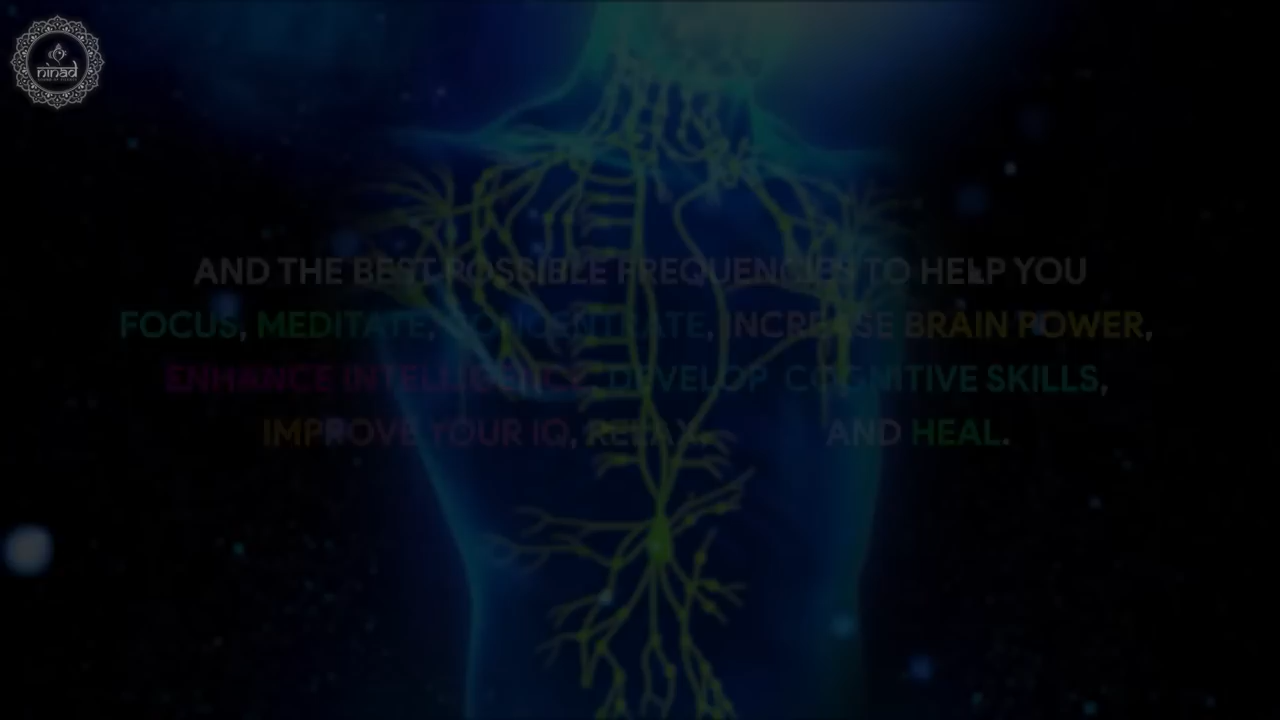 ninad
AND THE BEST POSSIBLE FREQUENCIES TO HELP YOU
FOCUS, MEDITATE, CONCENTRATE, INCREASE BRAIN POWER,
ENHANCE INTELLIGENCE, DEVELOP COGNITIVE SKILLS,
IMPROVE YOUR IQ, RELAX, AND HEAL.